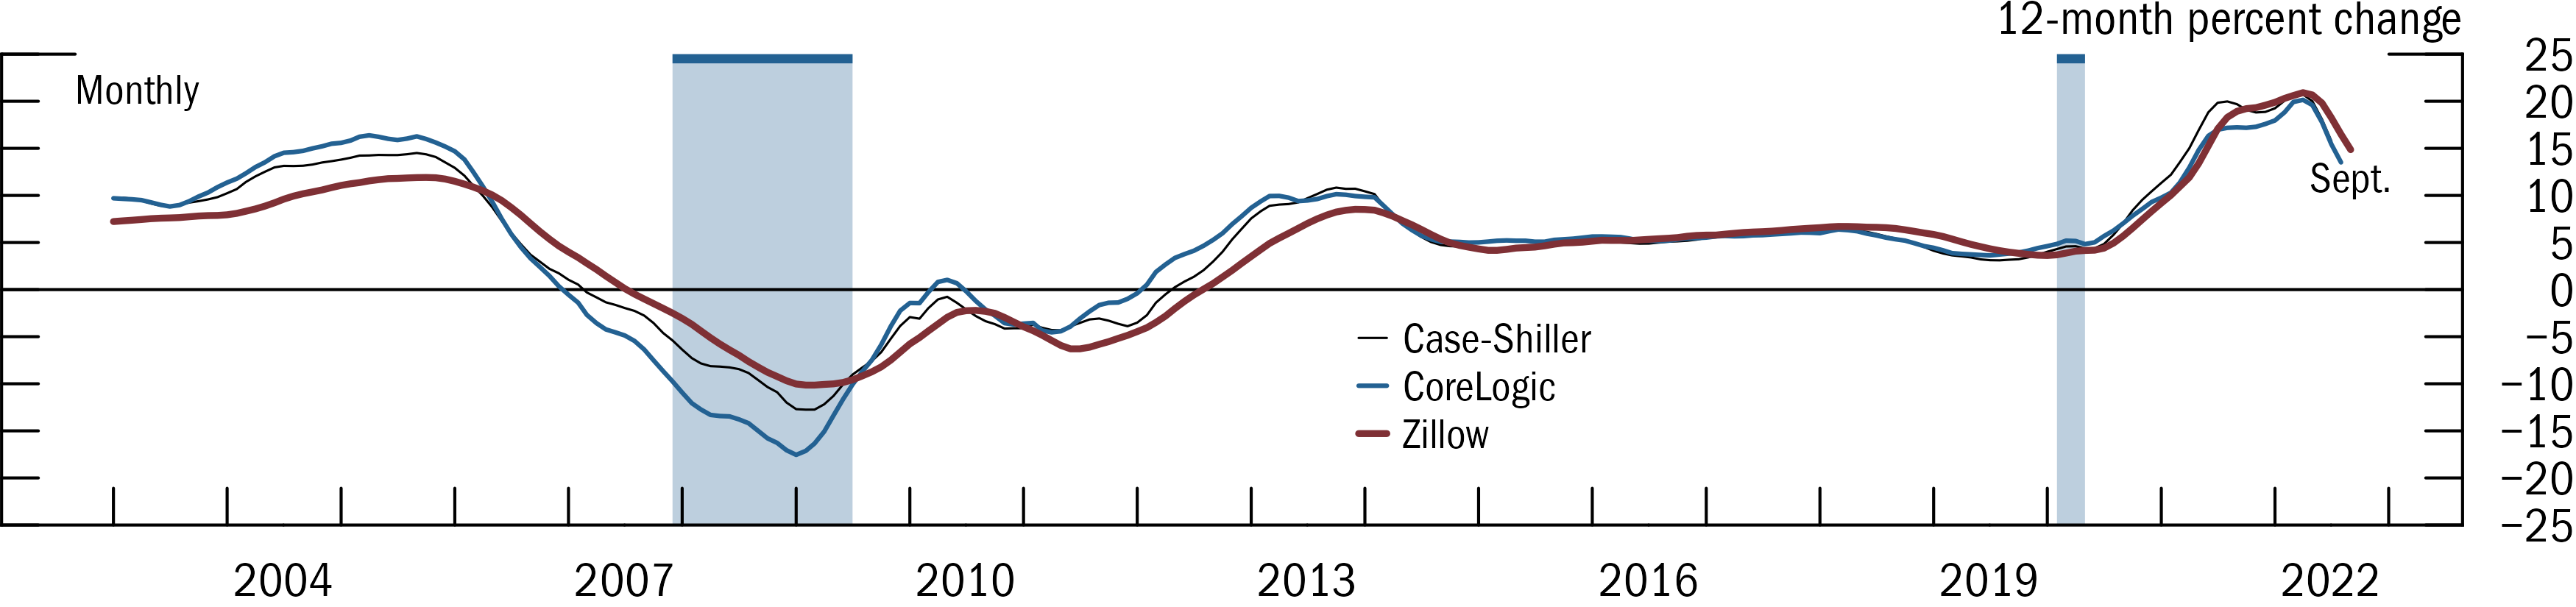 12-month percent change
Monthly
25
20
15
10
5
0
−5
−10
−15
−20
−25
Sept.
Case-Shiller
CoreLogic
Zillow
2004 2007 2010 2013 2016 2019 2022